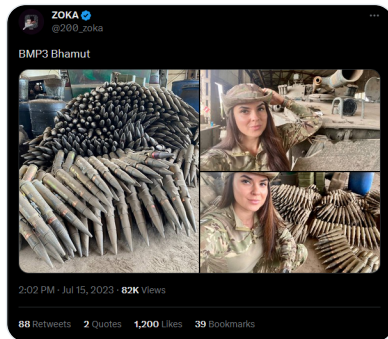 ZOKA
@200_zoka
BMP3 Bhamut
2:02 PM · Jul 15, 2023 · 82K Views
88 Retweets 2 Quotes 1,200 Likes 39 Bookmarks